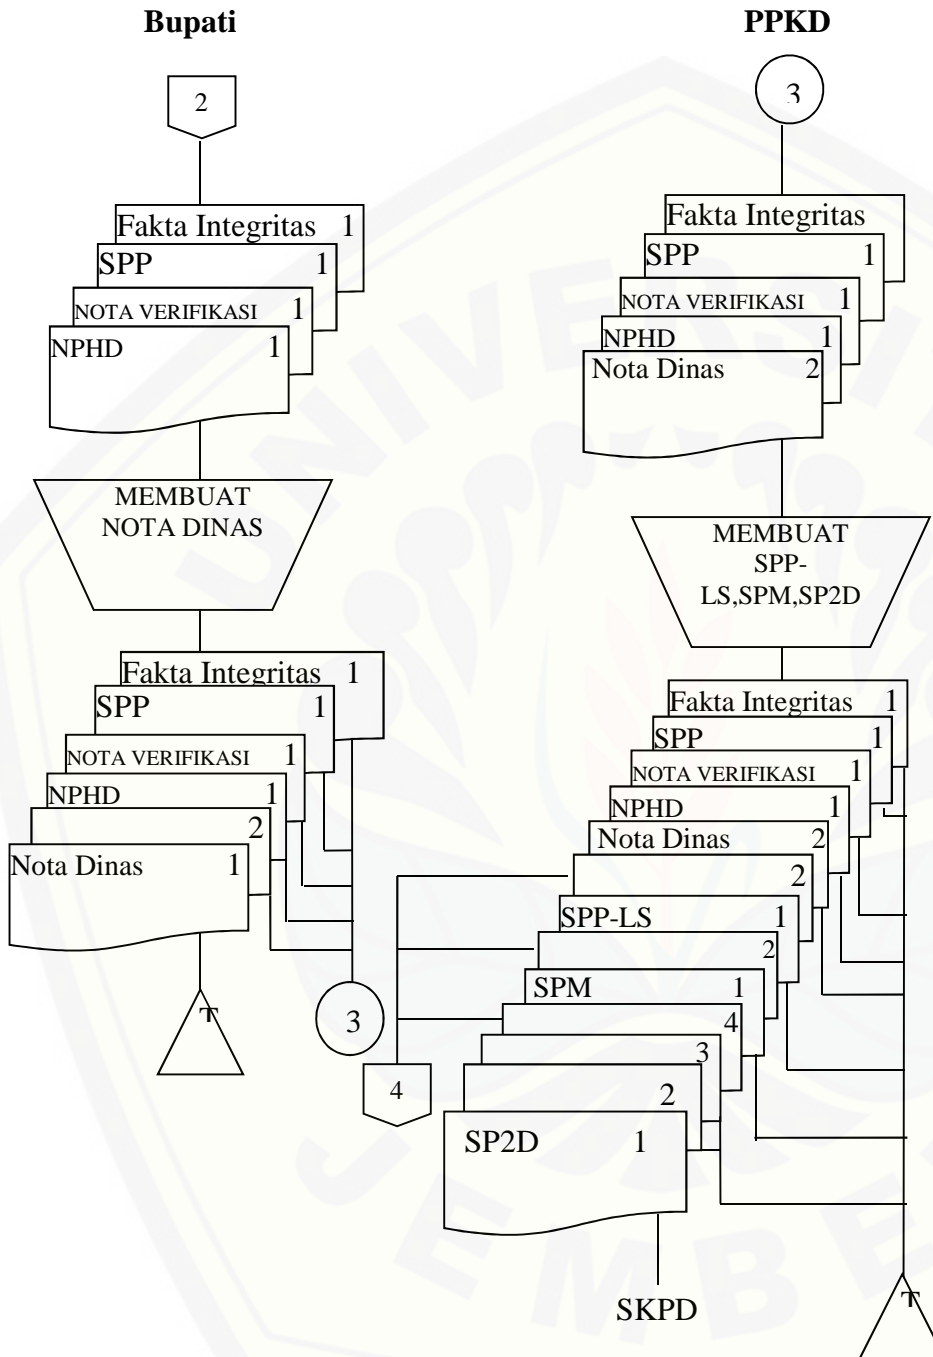 Bupati
2
Fakta Integritas 1
SPP 1
NOTA VERIFIKASI 1
NPHD 1
MEMBUAT
NOTA DINAS
Fakta Integritas 1
SPP 1
NOTA VERIFIKASI 1
NPHD 1
2
Nota Dinas 1
T
3
PPKD
3
Fakta Integritas
SPP 1
NOTA VERIFIKASI 1
NPHD 1
Nota Dinas 2
MEMBUAT
SPP-
LS,SPM,SP2D
Fakta Integritas 1
SPP 1
NOTA VERIFIKASI 1
NPHD 1
Nota Dinas 2
2
SPP-LS 1
2
SPM 1
4
3
2
SP2D 1
4
SKPD
T
UNIVERSI
JEMBE